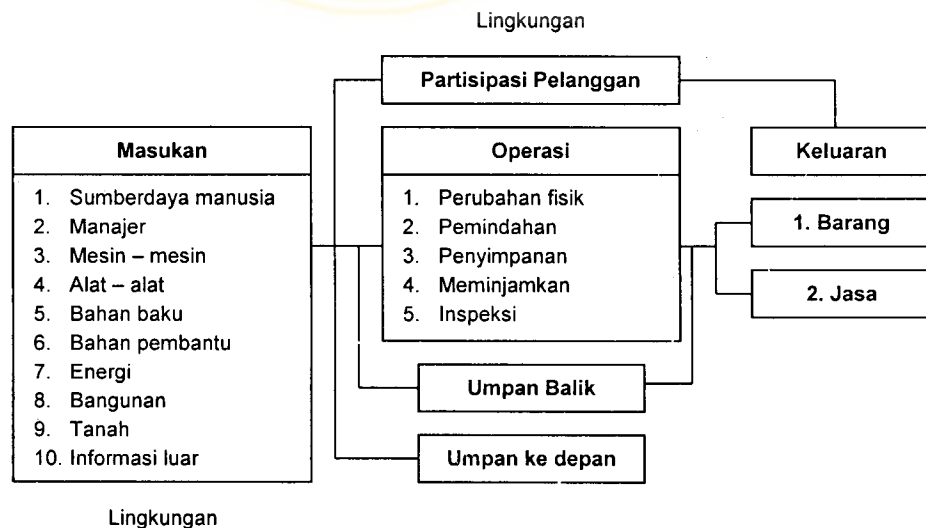 Lingkungan
Partisipasi Pelanggan
Masukan
1. Sumberdaya manusia
2. Manajer
3. Mesin – mesin
4. Alat – alat
5. Bahan baku
6. Bahan pembantu
7. Energi
8. Bangunan
9. Tanah
10. Informasi luar
Operasi
1. Perubahan fisik
2. Pemindahan
3. Penyimpanan
4. Meminjamkan
5. Inspeksi
Keluaran
1. Barang
2. Jasa
Umpan Balik
Umpan ke depan
Lingkungan